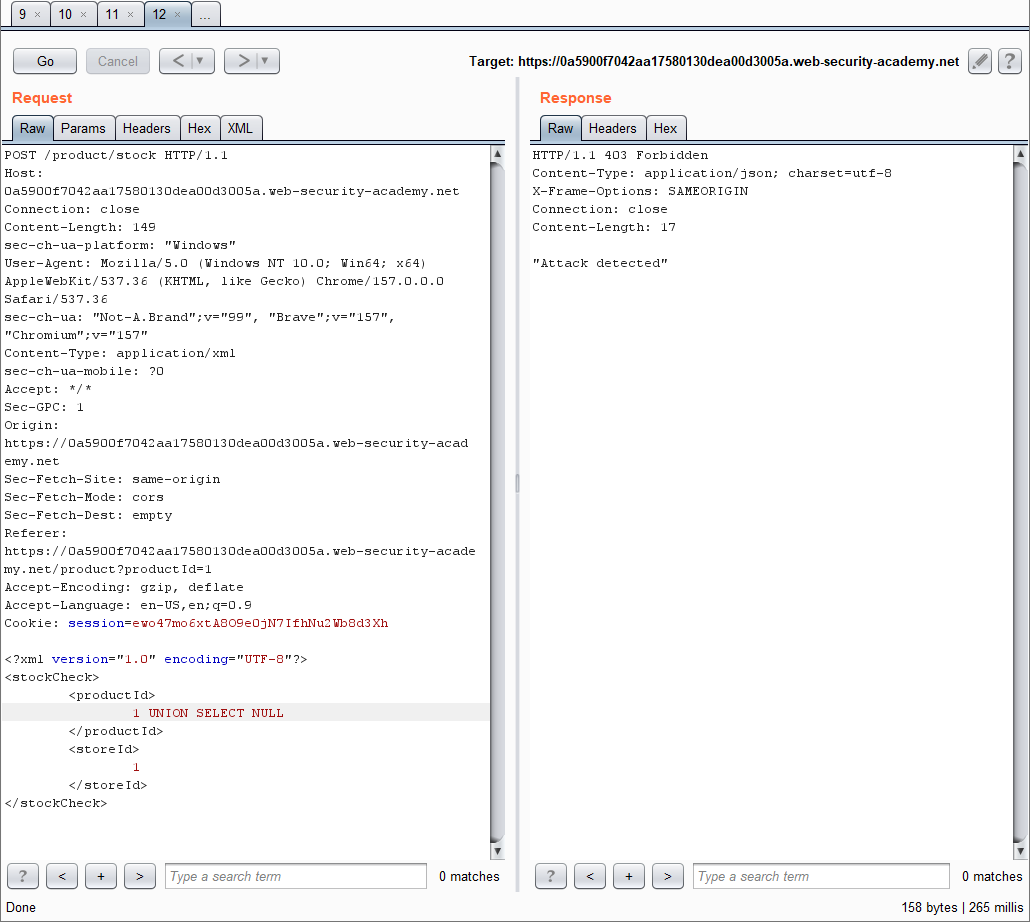 9 × 10 × 11 × 12 × ...
Go Cancel < ▼ > ▼ Target: https://0a5900f7042aa17580130dea00d3005a.web-security-academy.net ?
Request
Raw Params Headers Hex XML
POST /product/stock HTTP/1.1
Host:
0a5900f7042aa17580130dea00d3005a.web-security-academy.net
Connection: close
Content-Length: 149
sec-ch-ua-platform: "Windows"
User-Agent: Mozilla/5.0 (Windows NT 10.0; Win64; x64)
AppleWebKit/537.36 (KHTML, like Gecko) Chrome/157.0.0.0
Safari/537.36
sec-ch-ua: "Not-A.Brand";v="99", "Brave";v="157",
"Chromium";v="157"
Content-Type: application/xml
sec-ch-ua-mobile: ?0
Accept: */*
Sec-GPC: 1
Origin:
https://0a5900f7042aa17580130dea00d3005a.web-security-acad
emy.net
Sec-Fetch-Site: same-origin
Sec-Fetch-Mode: cors
Sec-Fetch-Dest: empty
Referer:
https://0a5900f7042aa17580130dea00d3005a.web-security-acade
my.net/product?productId=1
Accept-Encoding: gzip, deflate
Accept-Language: en-US,en;q=0.9
Cookie: session=ewo47mo6xtA8O9e0jN7IfhNu2Wb8d3Xh
<?xml version="1.0" encoding="UTF-8"?>
<stockCheck>
<productId>
1 UNION SELECT NULL
</productId>
<storeId>
1
</storeId>
</stockCheck>
? < + > Type a search term 0 matches
Response
Raw Headers Hex
HTTP/1.1 403 Forbidden
Content-Type: application/json; charset=utf-8
X-Frame-Options: SAMEORIGIN
Connection: close
Content-Length: 17
"Attack detected"
? < + > Type a search term 0 matches
Done 158 bytes | 265 millis